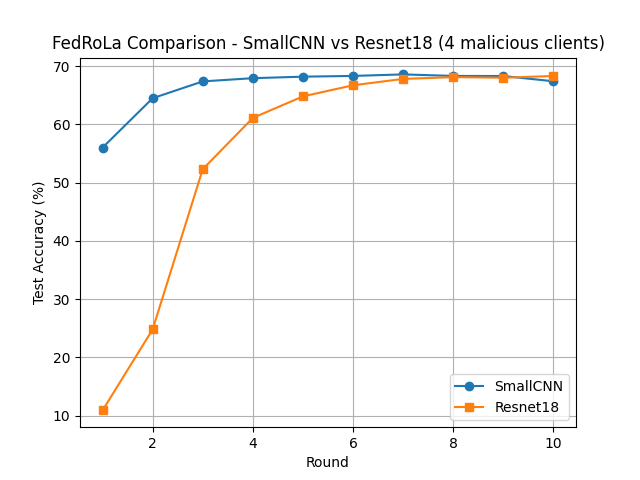 FedRoLa Comparison - SmallCNN vs Resnet18 (4 malicious clients)
Test Accuracy (%)
70
60
50
40
30
20
10
2
4
6
8
10
Round
SmallCNN
Resnet18